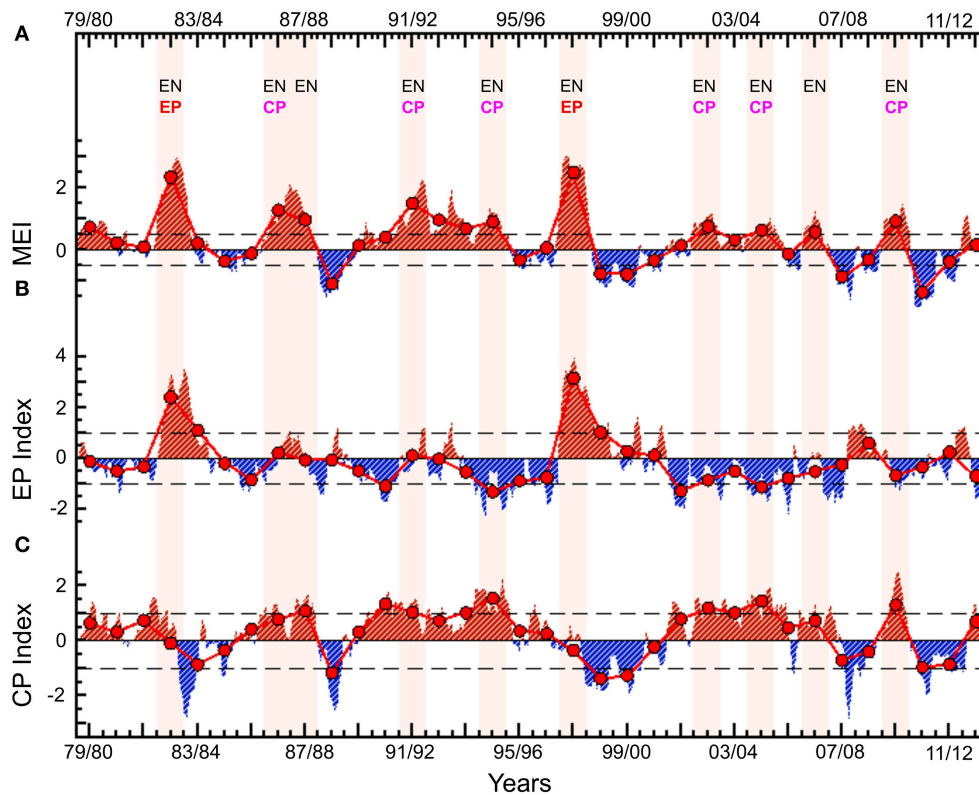 79/80 83/84 87/88 91/92 95/96 99/00 03/04 07/08 11/12
A
EN EN EN EN EN EN EN EN EN EN
EP CP CP CP EP CP CP CP
MEI
2
0
B
EP Index
4
2
0
-2
C
CP Index
2
0
-2
79/80 83/84 87/88 91/92 95/96 99/00 03/04 07/08 11/12
Years